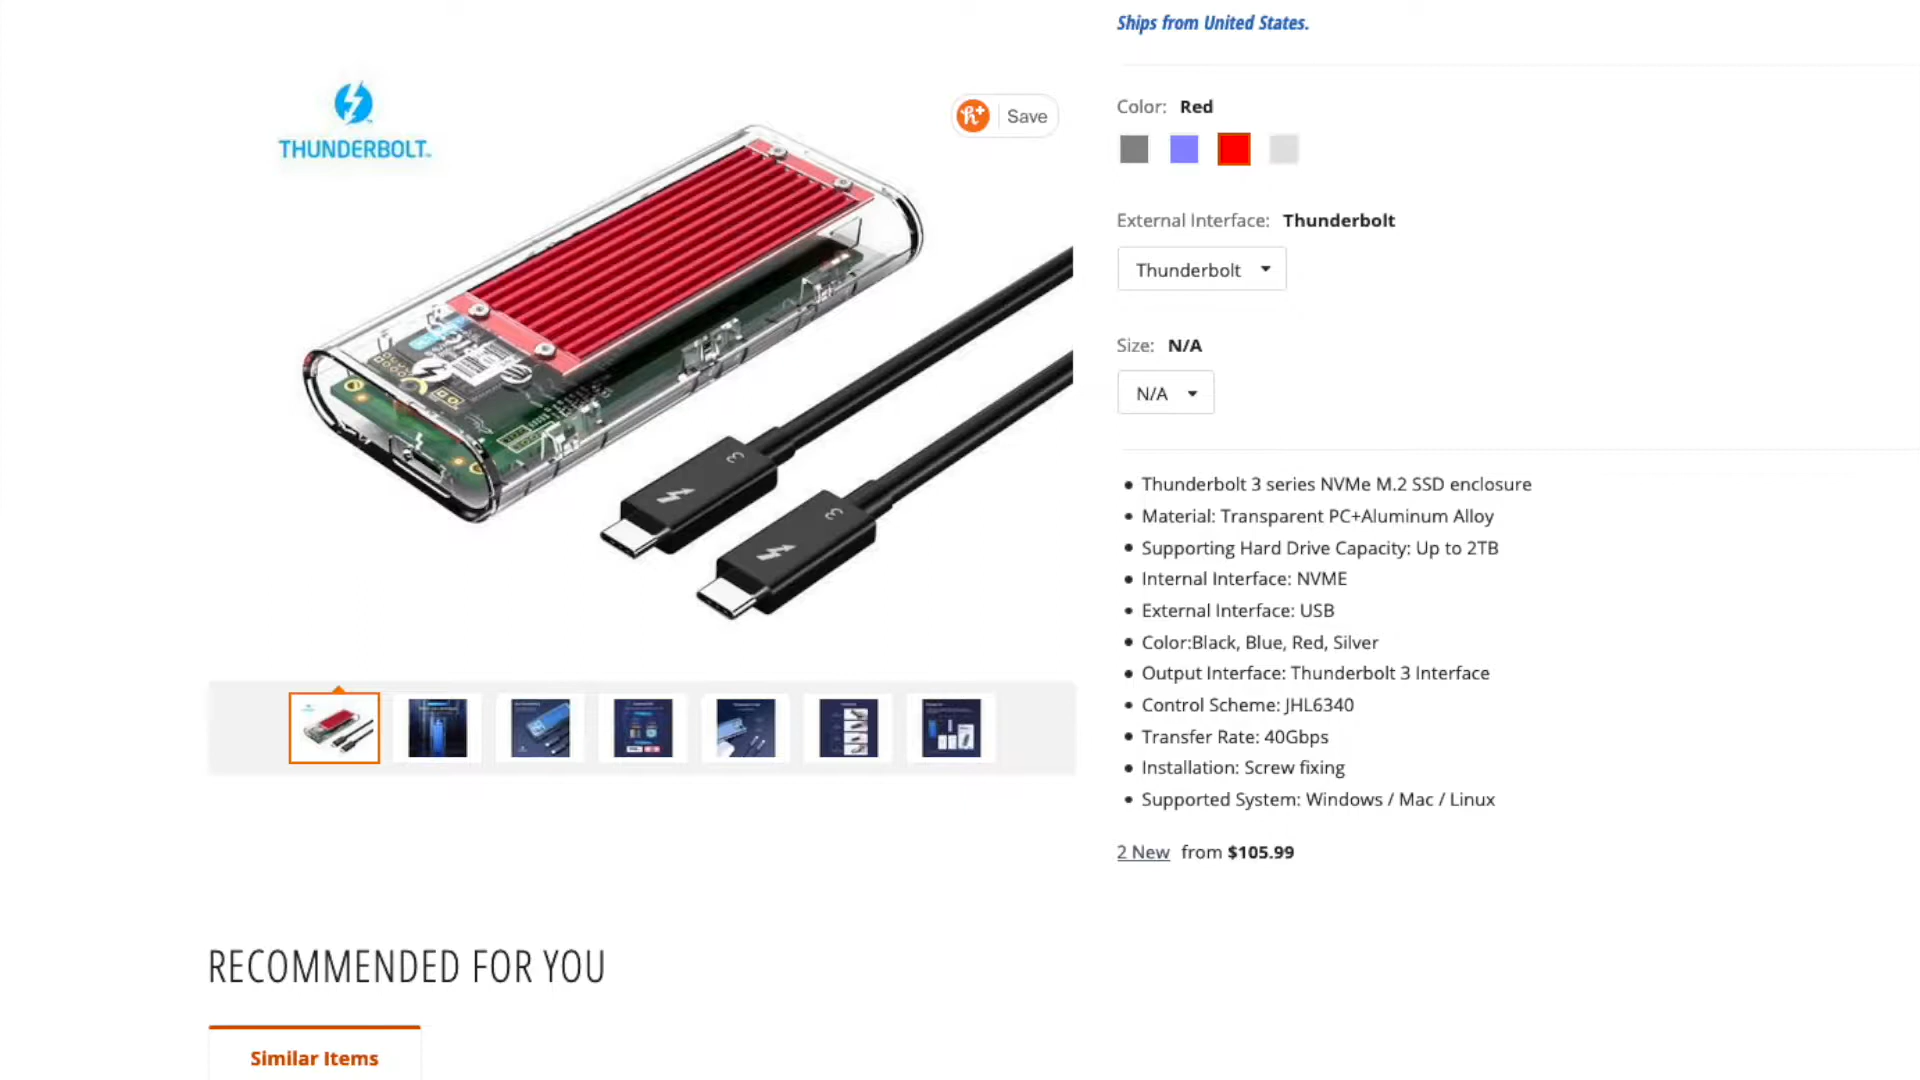 Ships from United States.
THUNDERBOLT™
Save
Color: Red
External Interface: Thunderbolt
Thunderbolt
Size: N/A
N/A
3
3
• Thunderbolt 3 series NVMe M.2 SSD enclosure
• Material: Transparent PC+Aluminum Alloy
• Supporting Hard Drive Capacity: Up to 2TB
• Internal Interface: NVME
• External Interface: USB
• Color:Black, Blue, Red, Silver
• Output Interface: Thunderbolt 3 Interface
• Control Scheme: JHL6340
• Transfer Rate: 40Gbps
• Installation: Screw fixing
• Supported System: Windows / Mac / Linux
2 New from $105.99
RECOMMENDED FOR YOU
Similar Items